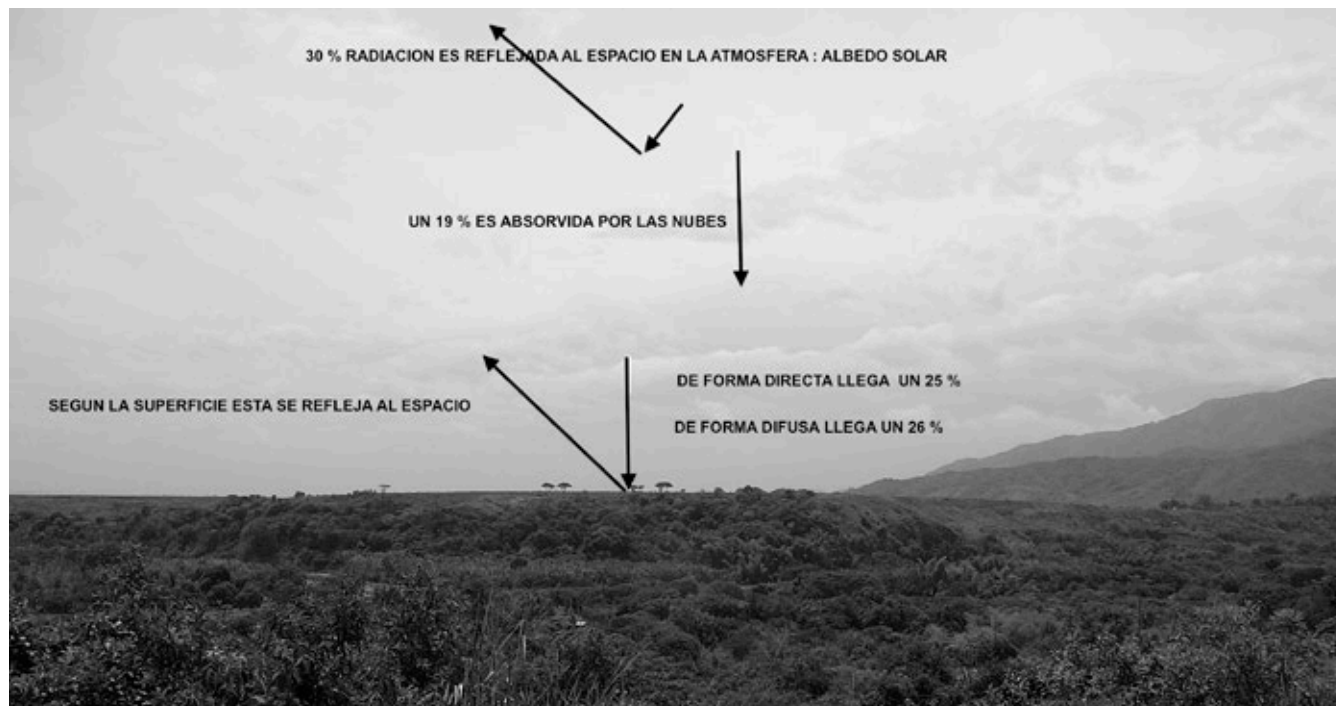 30 % RADIACION ES REFLEJADA AL ESPACIO EN LA ATMOSFERA : ALBEDO SOLAR
UN 19 % ES ABSORVIDA POR LAS NUBES
DE FORMA DIRECTA LLEGA UN 25 %
SEGUN LA SUPERFICIE ESTA SE REFLEJA AL ESPACIO
DE FORMA DIFUSA LLEGA UN 26 %